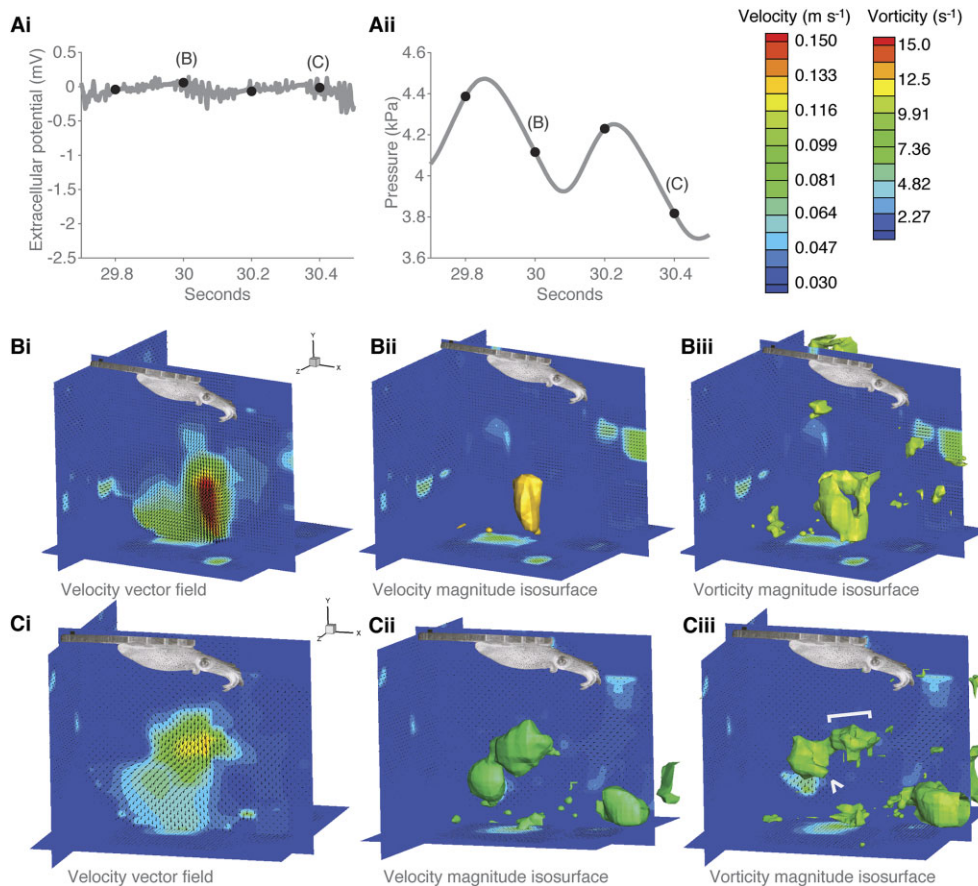 Ai
Extracellular potential (mV)
0.5
0
-0.5
-1
-1.5
-2
-2.5
(B)
(C)
29.8
30
30.2
30.4
Seconds
Aii
Pressure (kPa)
4.6
4.4
4.2
4
3.8
3.6
(B)
(C)
29.8
30
30.2
30.4
Seconds
Velocity (m s-1)
0.150
0.133
0.116
0.099
0.081
0.064
0.047
0.030
Vorticity (s-1)
15.0
12.5
9.91
7.36
4.82
2.27
Bi
Y
Z
X
Velocity vector field
Bii
Velocity magnitude isosurface
Biii
Vorticity magnitude isosurface
Ci
Y
Z
X
Velocity vector field
Cii
Velocity magnitude isosurface
Ciii
Vorticity magnitude isosurface